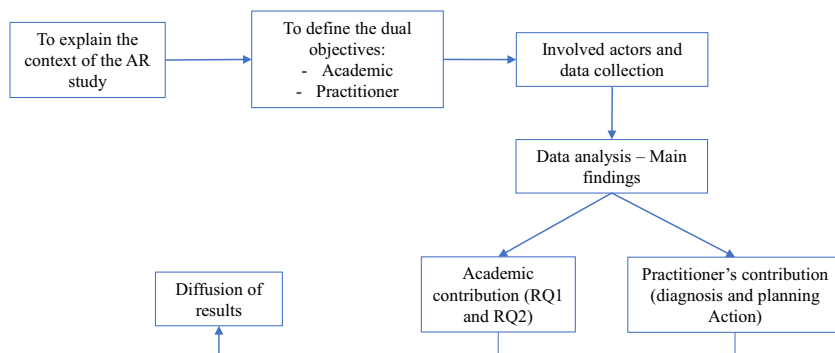 To explain the
context of the AR
study
To define the dual
objectives:
- Academic
- Practitioner
Involved actors and
data collection
Data analysis – Main
findings
Academic
contribution (RQ1
and RQ2)
Practitioner’s contribution
(diagnosis and planning
Action)
Diffusion of
results